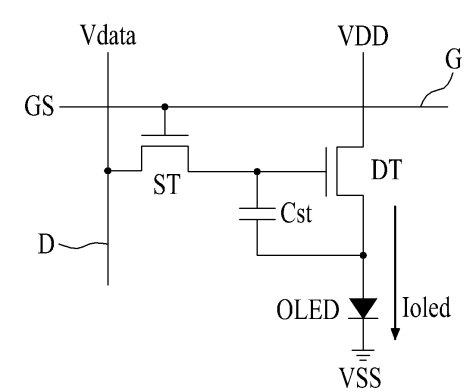 Vdata
VDD
G
GS
ST
DT
Cst
D
OLED
Ioled
VSS